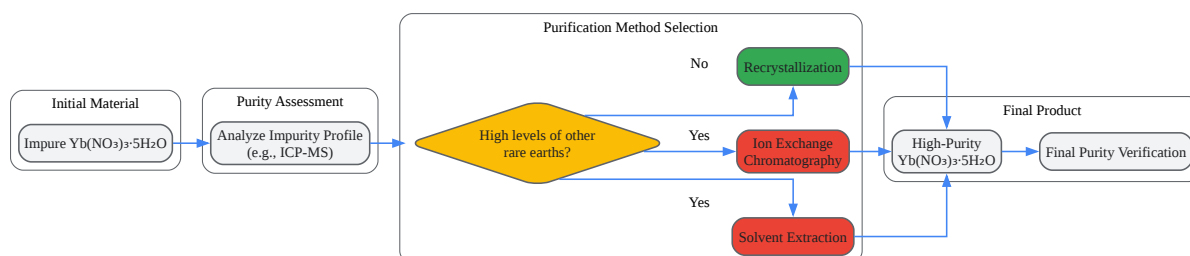 Purification Method Selection
No
Recrystallization
Initial Material
Impure Yb(NO₃)₃·5H₂O
Purity Assessment
Analyze Impurity Profile
(e.g., ICP-MS)
High levels of other
rare earths?
Yes
Ion Exchange
Chromatography
Yes
Solvent Extraction
Final Product
High-Purity
Yb(NO₃)₃·5H₂O
Final Purity Verification